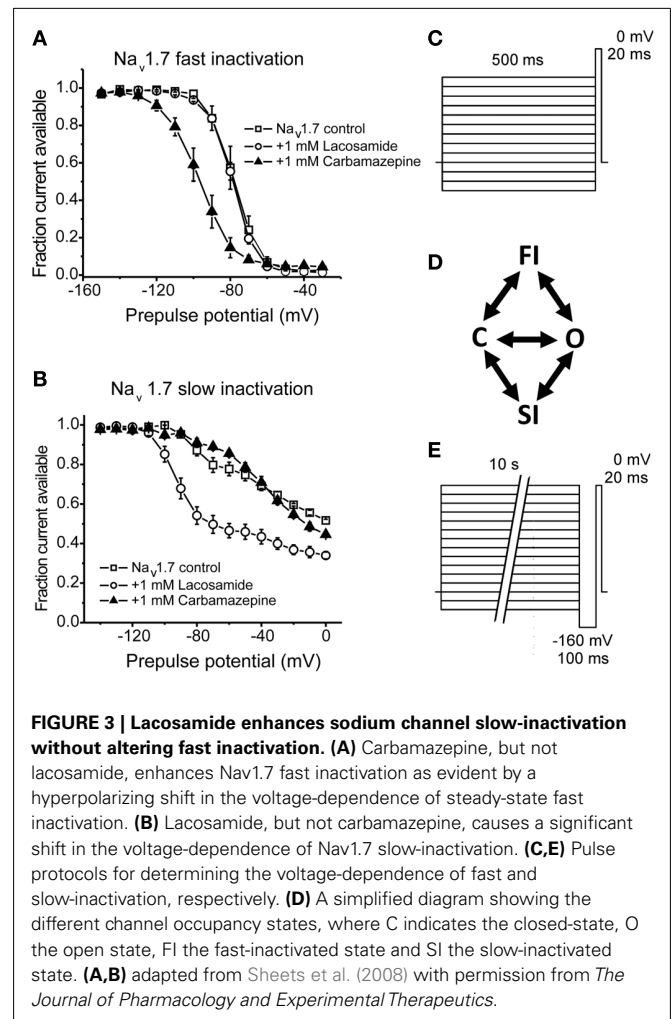 A
Nav1.7 fast inactivation
Fraction current available
1.0
0.8
0.6
0.4
0.2
0.0
Nav1.7 control
+1 mM Lacosamide
+1 mM Carbamazepine
-160
-120
-80
-40
Prepulse potential (mV)
B
Nav 1.7 slow inactivation
Fraction current available
1.0
0.8
0.6
0.4
0.2
0.0
Nav1.7 control
+1 mM Lacosamide
+1 mM Carbamazepine
-120
-80
-40
0
Prepulse potential (mV)
C
500 ms
0 mV
20 ms
D
FI
C
O
SI
E
10 s
0 mV
20 ms
-160 mV
100 ms
FIGURE 3 | Lacosamide enhances sodium channel slow-inactivation
without altering fast inactivation. (A) Carbamazepine, but not
lacosamide, enhances Nav1.7 fast inactivation as evident by a
hyperpolarizing shift in the voltage-dependence of steady-state fast
inactivation. (B) Lacosamide, but not carbamazepine, causes a significant
shift in the voltage-dependence of Nav1.7 slow-inactivation. (C,E) Pulse
protocols for determining the voltage-dependence of fast and
slow-inactivation, respectively. (D) A simplified diagram showing the
different channel occupancy states, where C indicates the closed-state, O
the open state, FI the fast-inactivated state and SI the slow-inactivated
state. (A,B) adapted from Sheets et al. (2008) with permission from The
Journal of Pharmacology and Experimental Therapeutics.